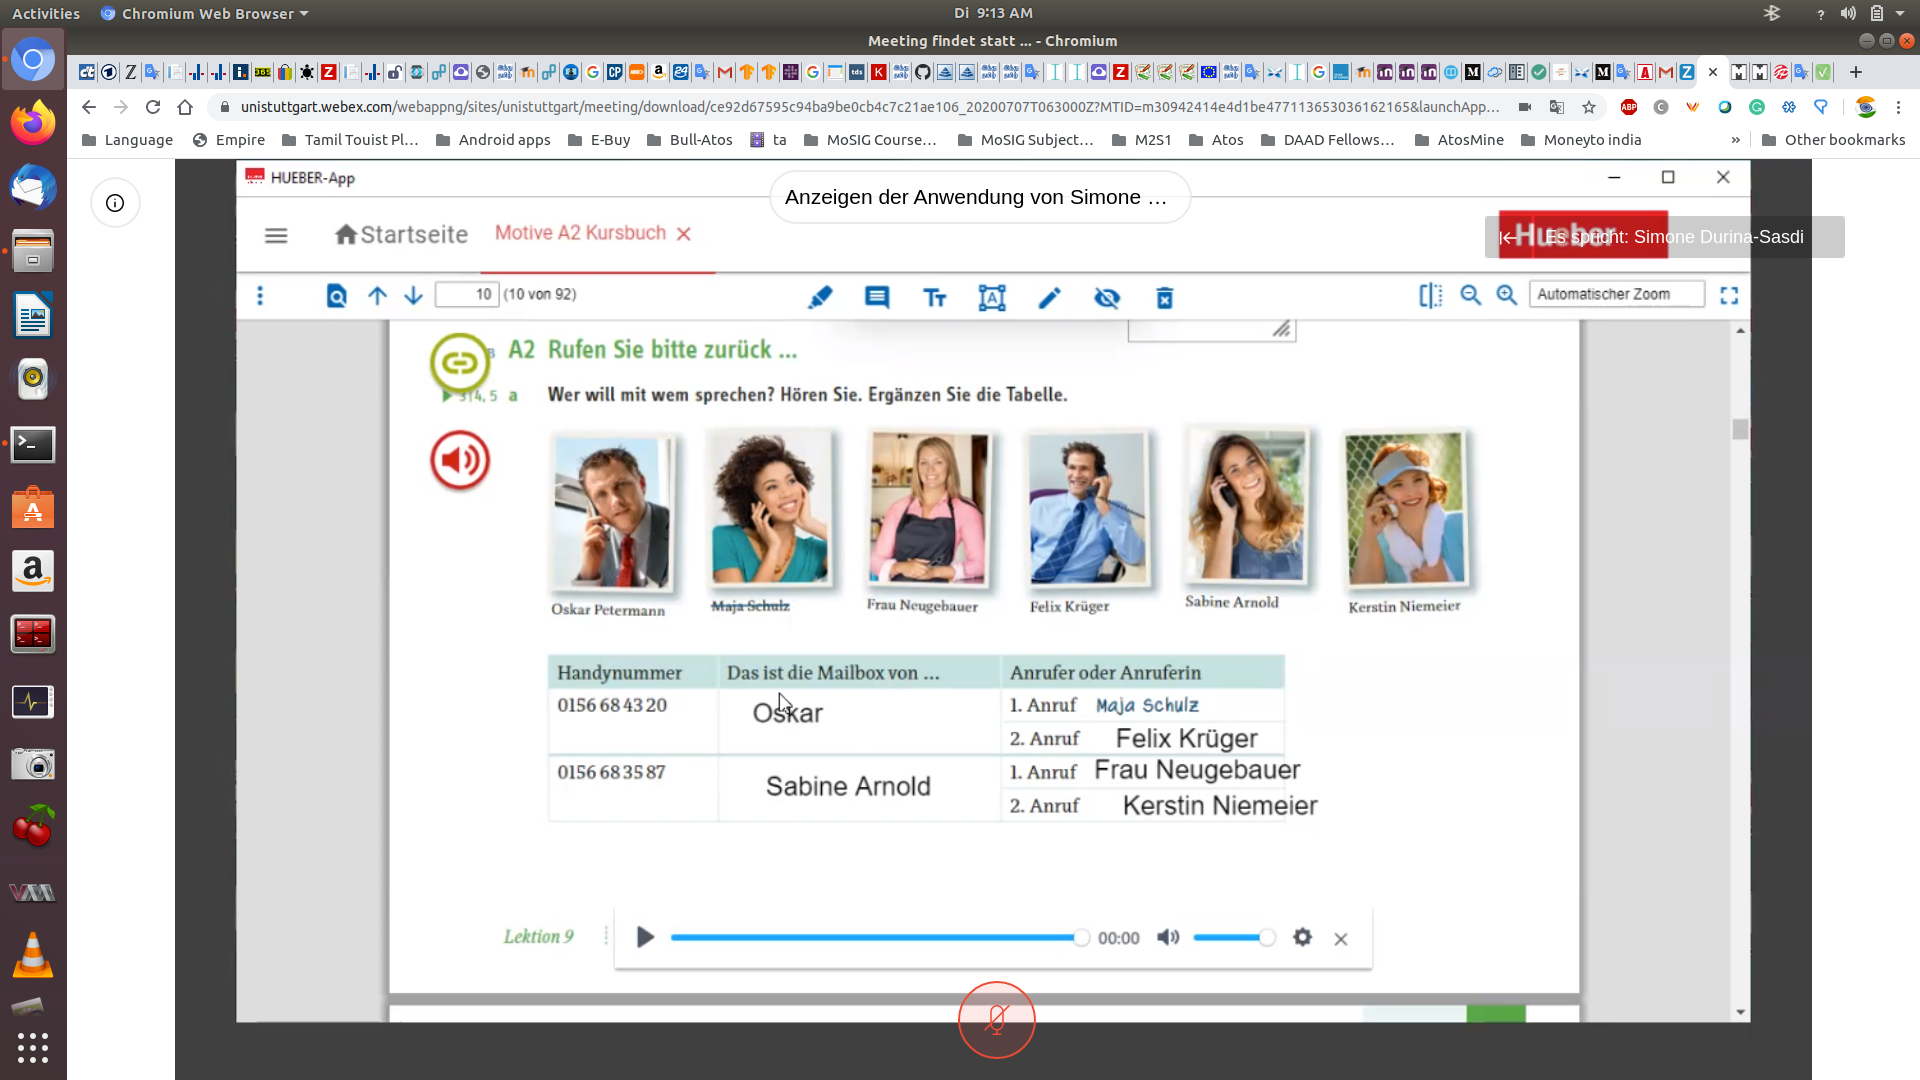 Activities
Chromium Web Browser
Di 9:13 AM
Meeting findet statt ... - Chromium
unistuttgart.webex.com/webappng/sites/unistuttgart/meeting/download/ce92d67595c94ba9be0cb4c7c21ae106_20200707T063000Z?MTID=m30942414e4d1be477113653036162165&launchApp...
Language
Empire
Tamil Touist Pl...
Android apps
E-Buy
Bull-Atos
ta
MoSIG Course...
MoSIG Subject...
M2S1
Atos
DAAD Fellows...
AtosMine
Moneyto india
»
Other bookmarks
HUEBER-App
Anzeigen der Anwendung von Simone ...
Startseite
Motive A2 Kursbuch
Hueber
Es spricht: Simone Durina-Sasdi
10 (10 von 92)
Automatischer Zoom
A2 Rufen Sie bitte zurück ...
3|4, 5 a Wer will mit wem sprechen? Hören Sie. Ergänzen Sie die Tabelle.
Oskar Petermann
Maja Schulz
Frau Neugebauer
Felix Krüger
Sabine Arnold
Kerstin Niemeier
Handynummer
Das ist die Mailbox von ...
Anrufer oder Anruferin
0156 68 43 20
Oskar
1. Anruf Maja Schulz
2. Anruf Felix Krüger
0156 68 35 87
Sabine Arnold
1. Anruf Frau Neugebauer
2. Anruf Kerstin Niemeier
Lektion 9
00:00